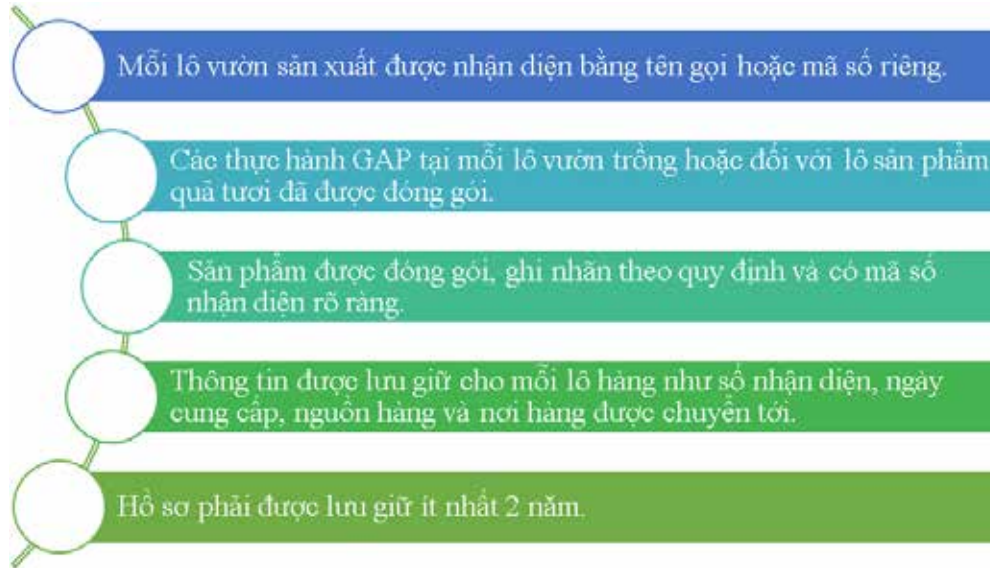 Mỗi lô vườn sản xuất được nhận diện bằng tên gọi hoặc mã số riêng.
Các thực hành GAP tại mỗi lô vườn trồng hoặc đối với lô sản phẩm
quả tươi đã được đóng gói.
Sản phẩm được đóng gói, ghi nhãn theo quy định và có mã số
nhận diện rõ ràng.
Thông tin được lưu giữ cho mỗi lô hàng như số nhận diện, ngày
cung cấp, nguồn hàng và nơi hàng được chuyển tới.
Hồ sơ phải được lưu giữ ít nhất 2 năm.